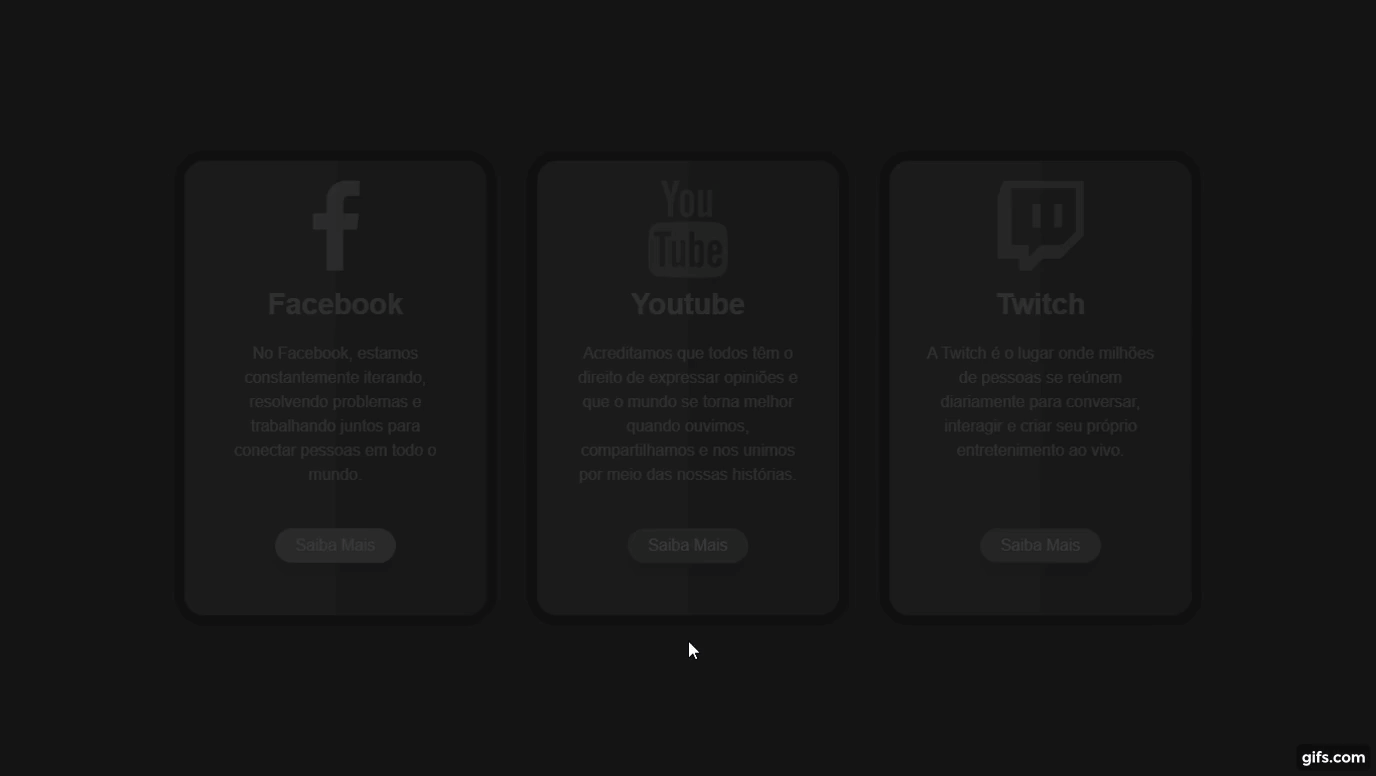 You
Tube
Facebook
No Facebook, estamos
constantemente iterando,
resolvendo problemas e
trabalhando juntos para
conectar pessoas em todo o
mundo.
Saiba Mais
Youtube
Acreditamos que todos têm o
direito de expressar opiniões e
que o mundo se torna melhor
quando ouvimos,
compartilhamos e nos unimos
por meio das nossas histórias.
Saiba Mais
Twitch
A Twitch é o lugar onde milhões
de pessoas se reúnem
diariamente para conversar,
interagir e criar seu próprio
entretenimento ao vivo.
Saiba Mais
gifs.com